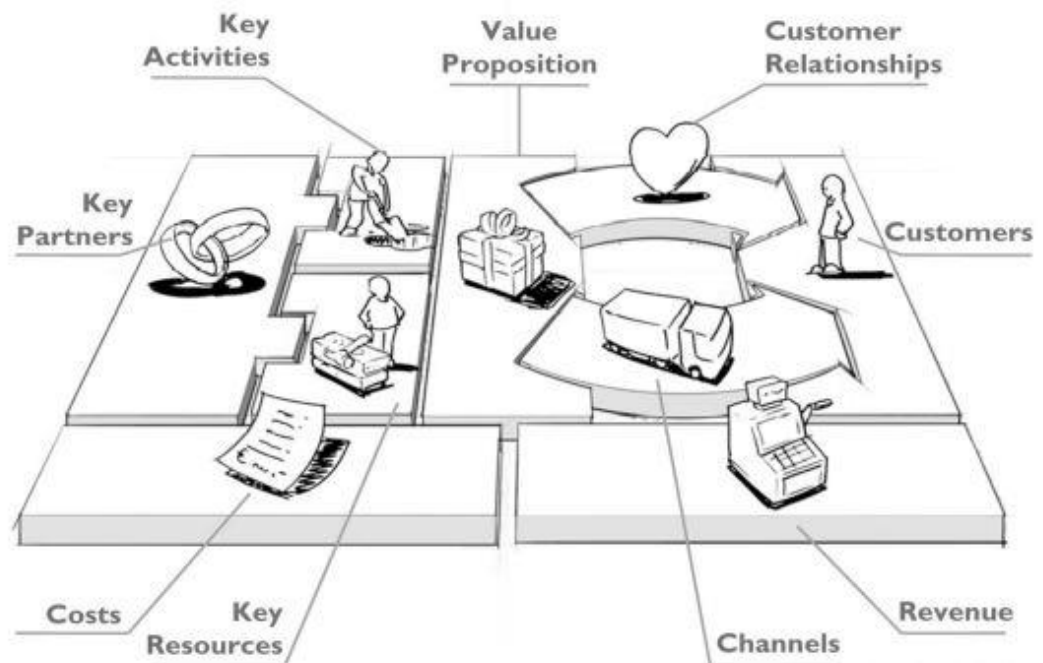 Key
Activities
Value
Proposition
Customer
Relationships
Key
Partners
Customers
Costs
Key
Resources
Channels
Revenue